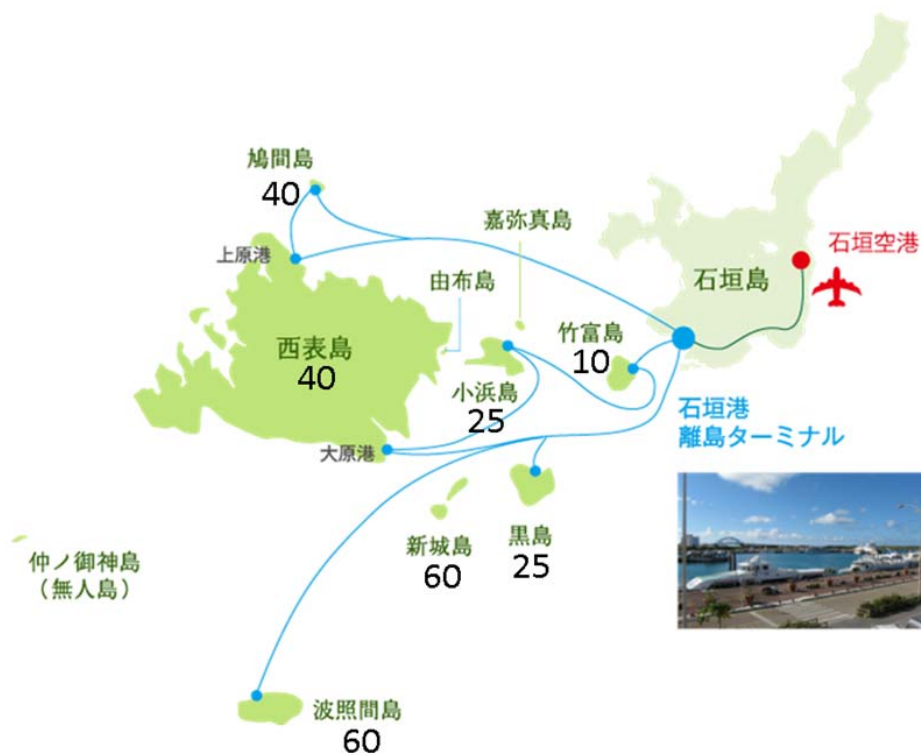 鳩間島
40
嘉弥真島
石垣空港
上原港
由布島
石垣島
竹富島
10
西表島
40
小浜島
25
石垣港
離島ターミナル
大原港
新城島
60
黒島
25
仲ノ御神島
（無人島）
波照間島
60